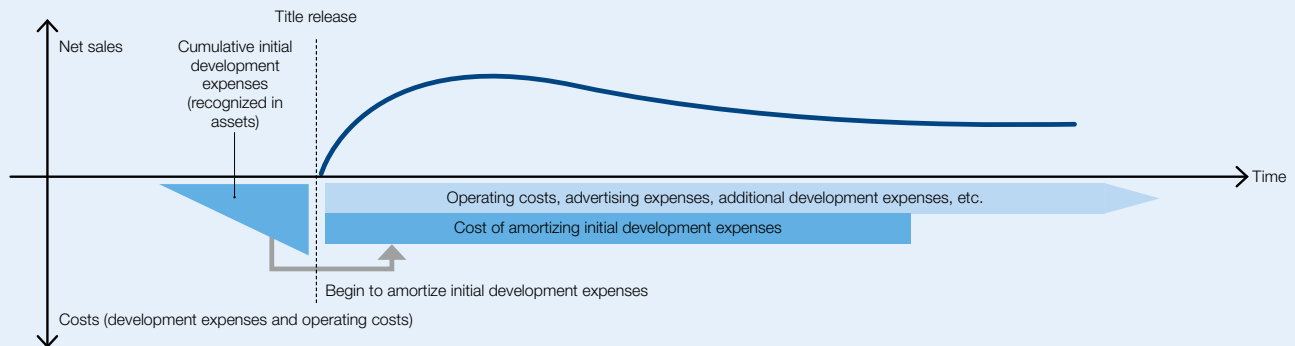 Title release
Net sales
Cumulative initial
development
expenses
(recognized in
assets)
Time
Operating costs, advertising expenses, additional development expenses, etc.
Cost of amortizing initial development expenses
Begin to amortize initial development expenses
Costs (development expenses and operating costs)